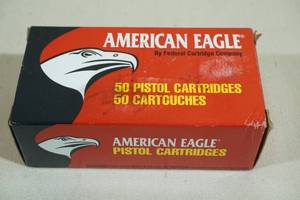 AMERICAN EAGLE®
By Federal Cartridge Company
50 PISTOL CARTRIDGES
50 CARTOUCHES
AMERICAN EAGLE®
PISTOL CARTRIDGES